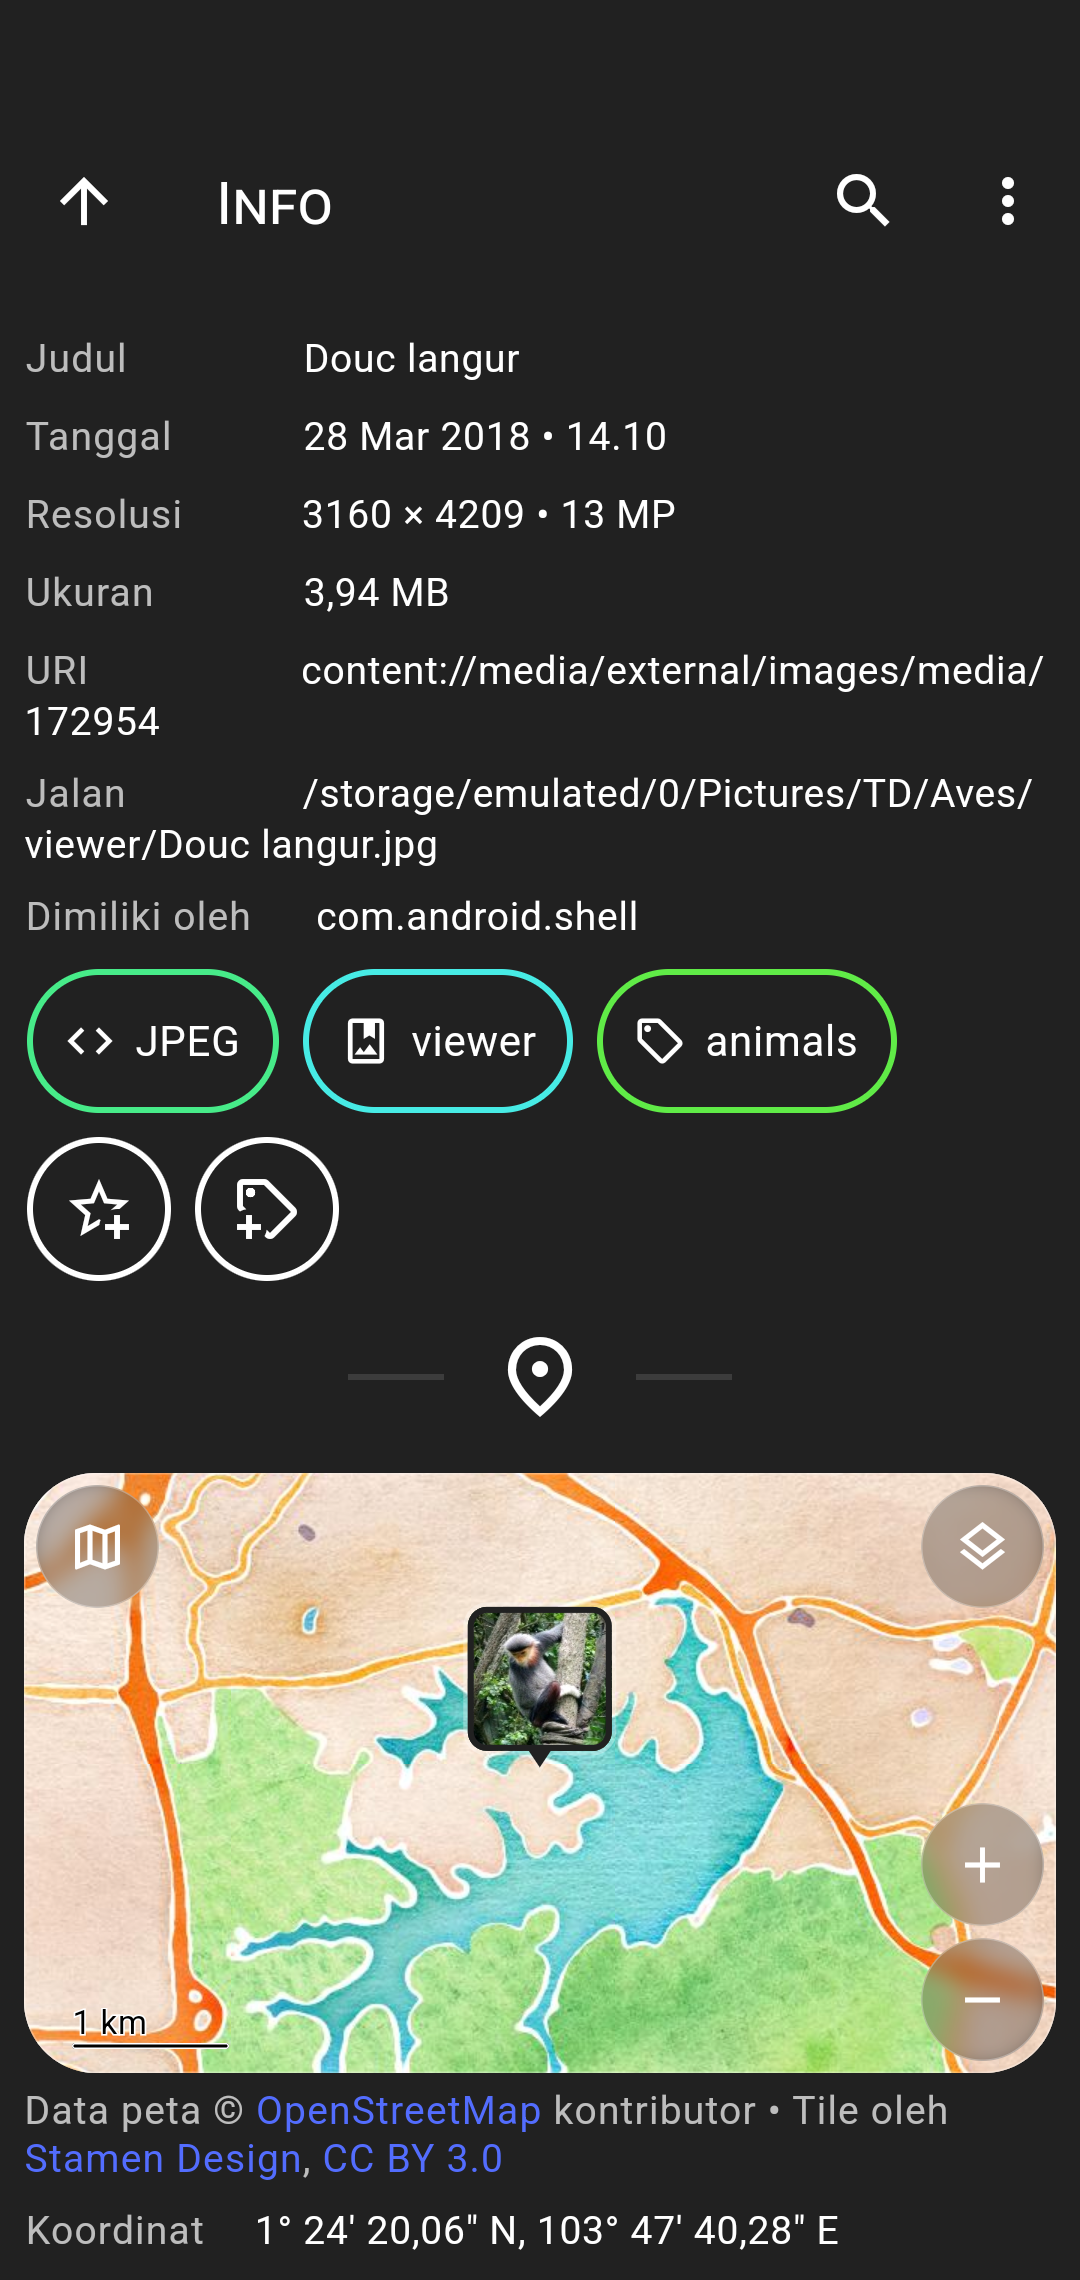 INFO
Judul Douc langur
Tanggal 28 Mar 2018 • 14.10
Resolusi 3160 × 4209 • 13 MP
Ukuran 3,94 MB
URI content://media/external/images/media/
172954
Jalan /storage/emulated/0/Pictures/TD/Aves/
viewer/Douc langur.jpg
Dimiliki oleh com.android.shell
JPEG viewer animals
1 km
Data peta © OpenStreetMap kontributor • Tile oleh
Stamen Design, CC BY 3.0
Koordinat 1° 24' 20,06" N, 103° 47' 40,28" E